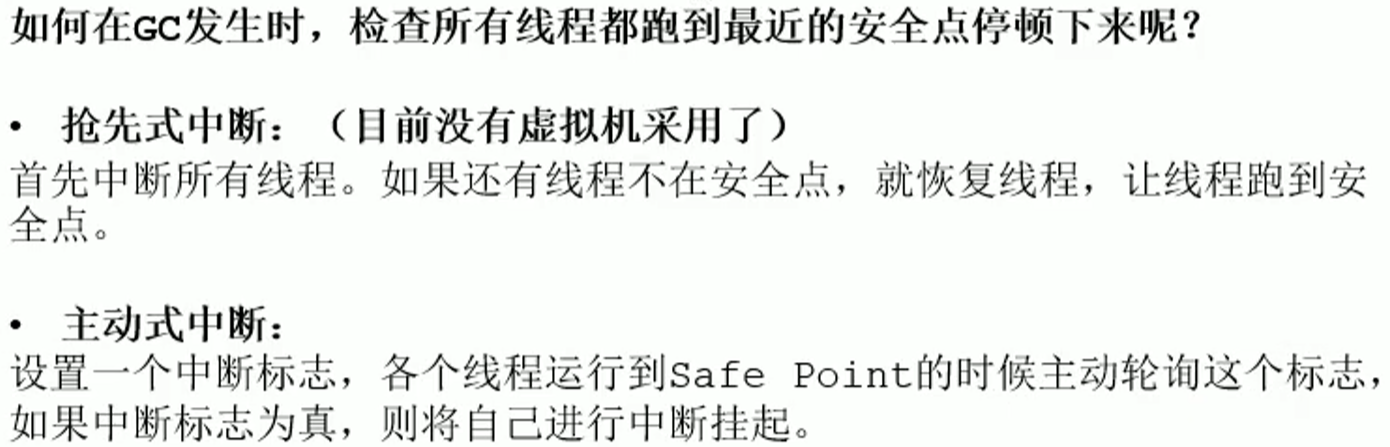 如何在GC发生时，检查所有线程都跑到最近的安全点停顿下来呢？
• 抢先式中断：（目前没有虚拟机采用了）
首先中断所有线程。如果还有线程不在安全点，就恢复线程，让线程跑到安
全点。
• 主动式中断：
设置一个中断标志，各个线程运行到Safe Point的时候主动轮询这个标志，
如果中断标志为真，则将自己进行中断挂起。